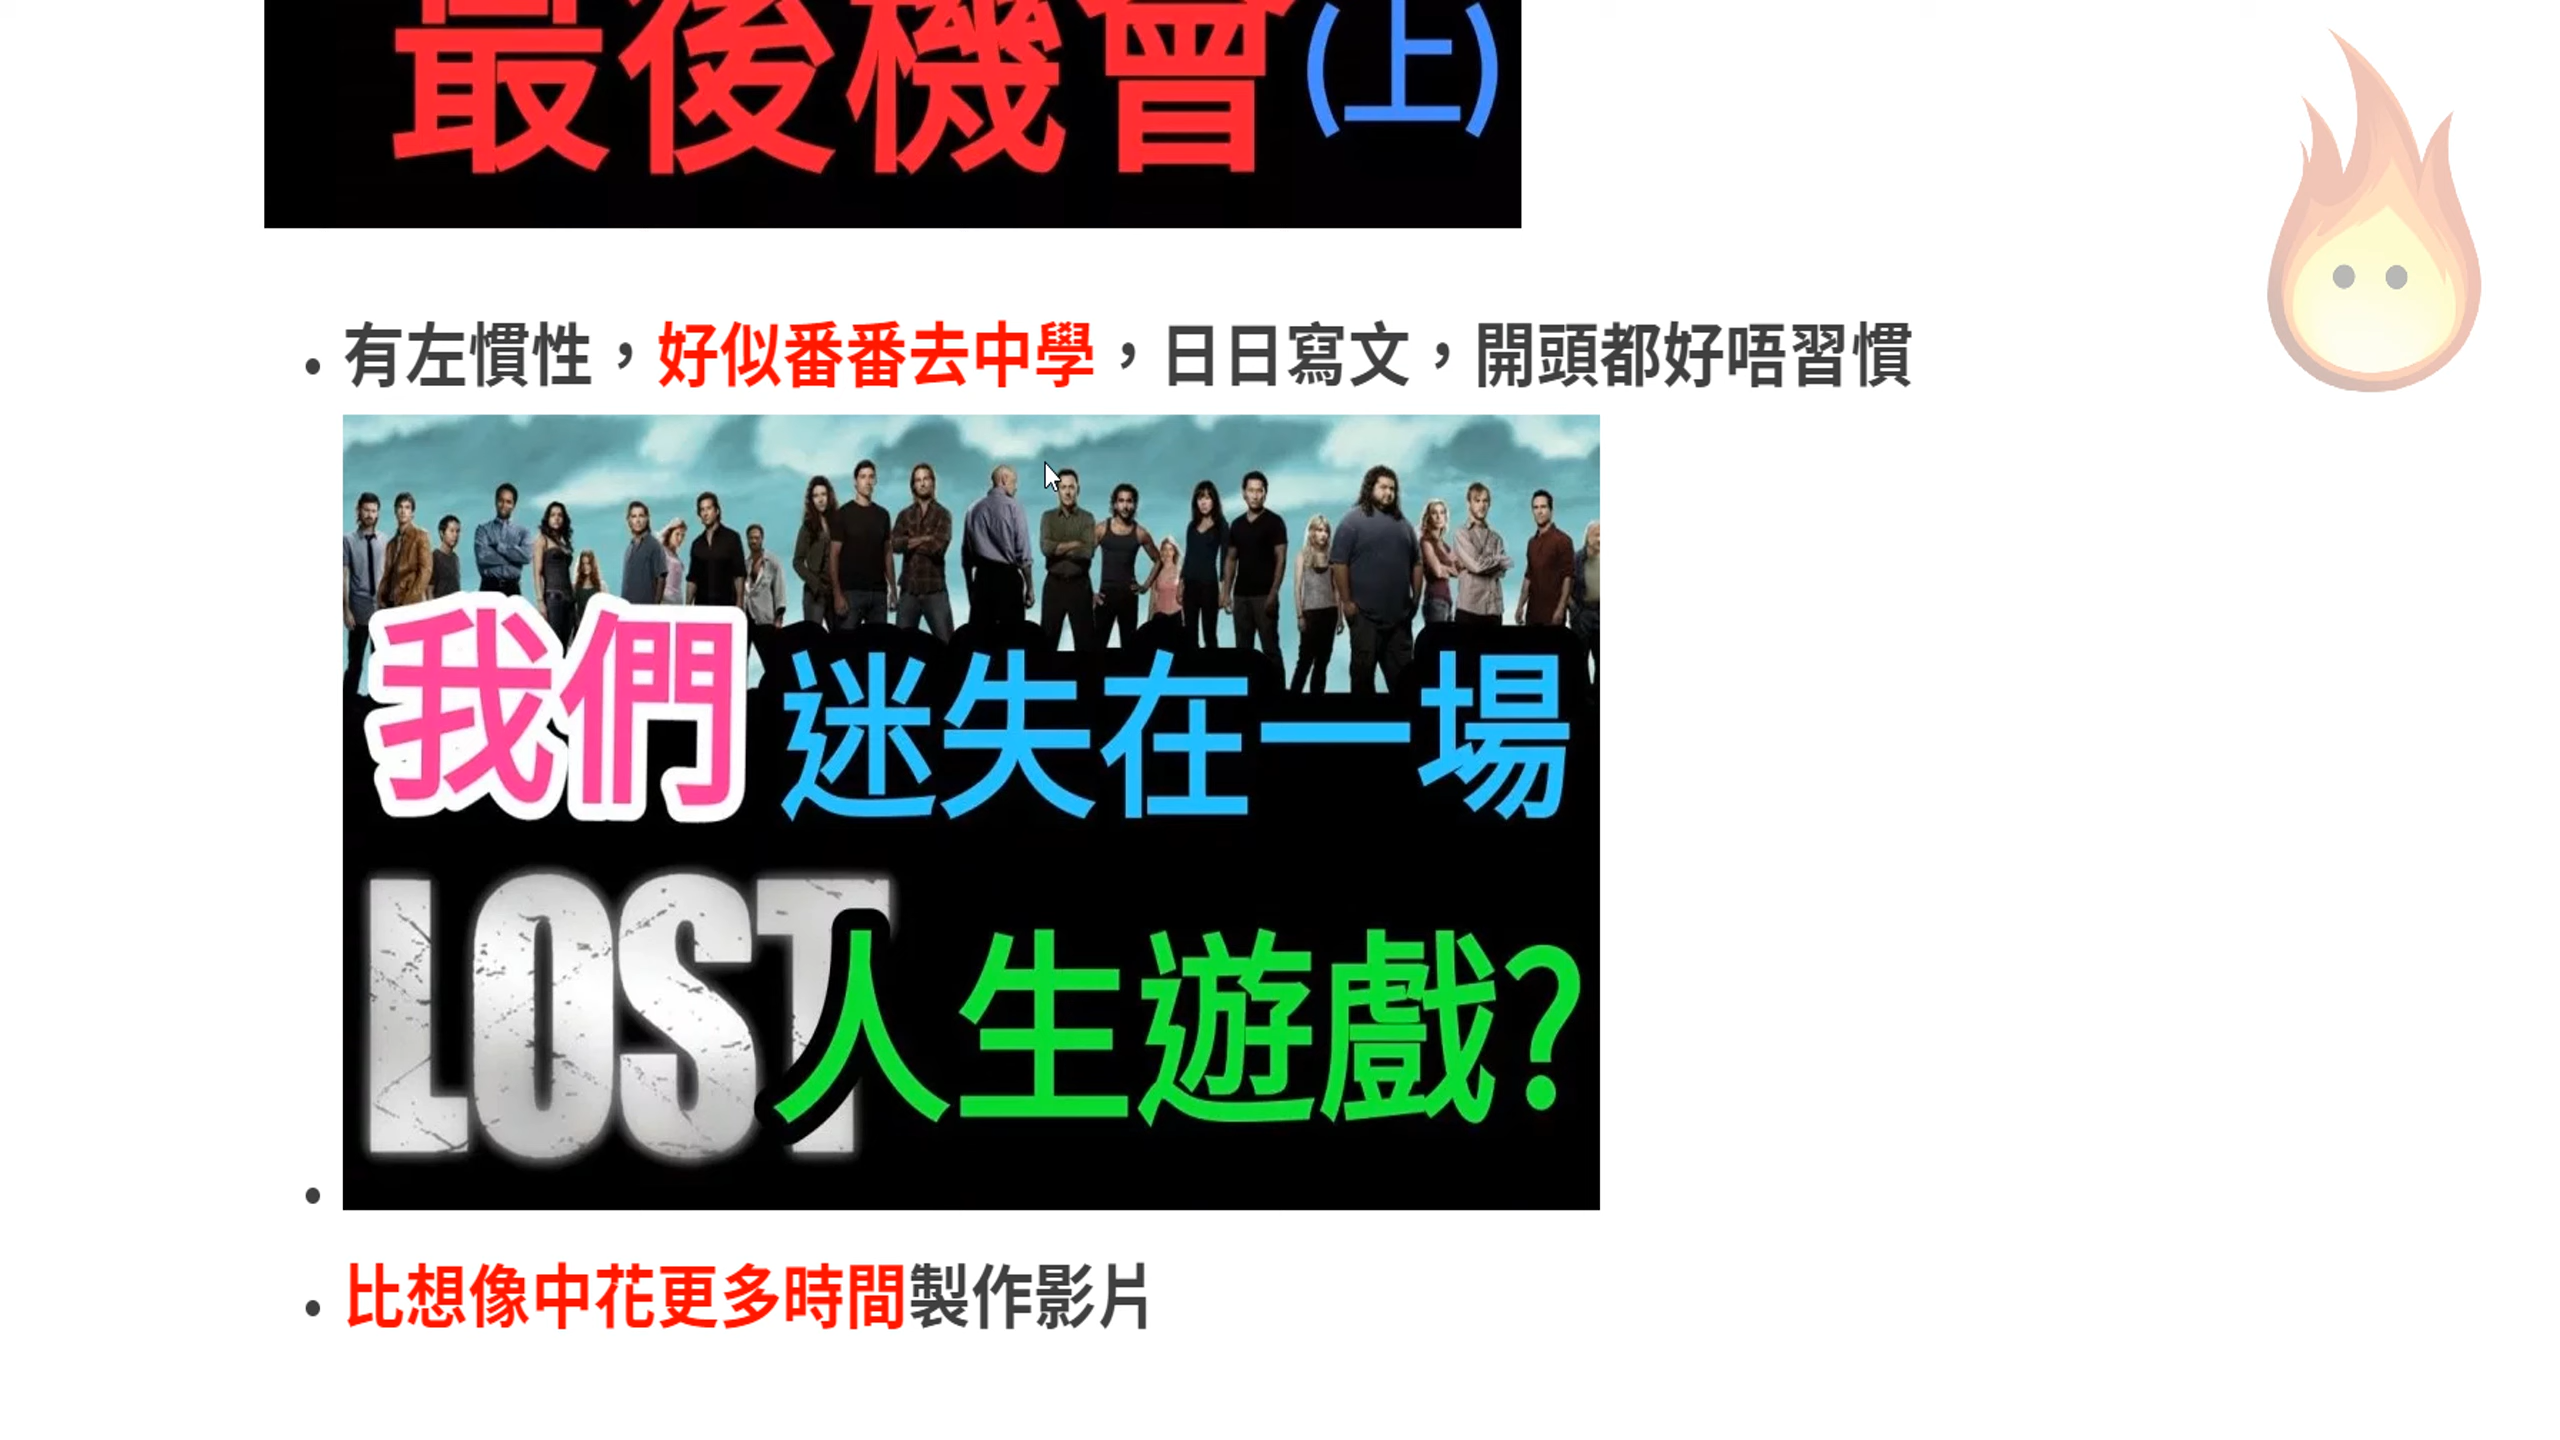 最後機會(上)
有左慣性，好似番番去中學，日日寫文，開頭都好唔習慣
我們迷失在一場
LOST人生遊戲?
比想像中花更多時間製作影片